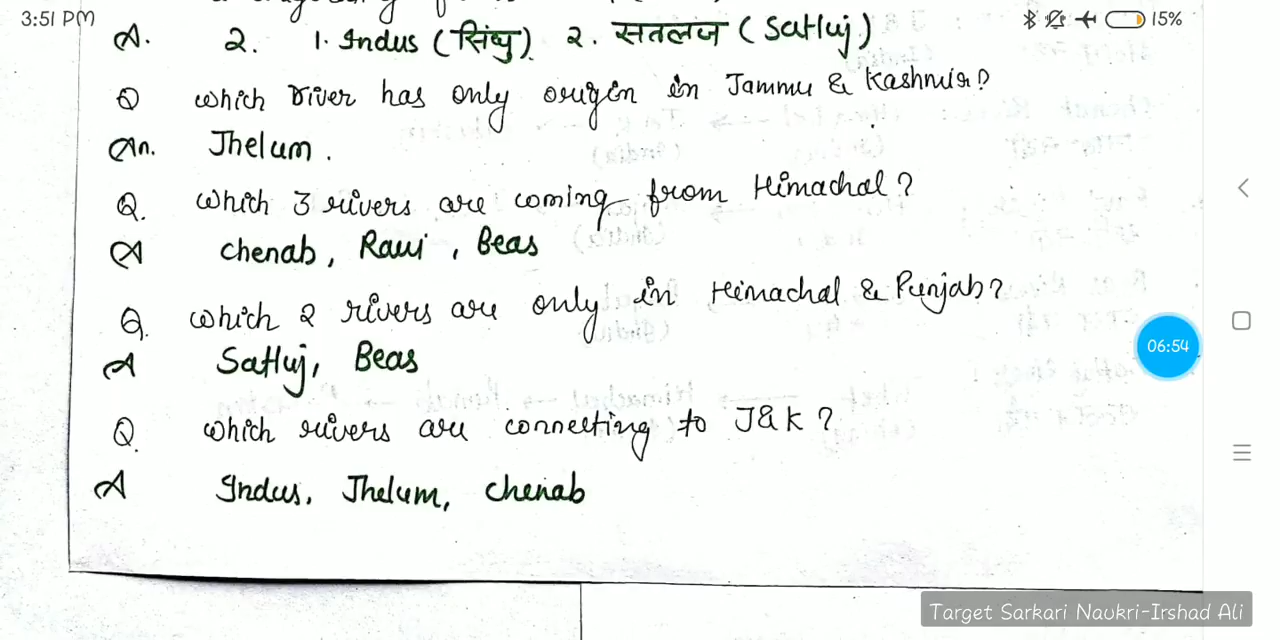 3:51 PM
15%
A. 2. 1. Indus (सिंधु) 2. सतलज (Satluj)
Q which river has only origin in Jammu & Kashmir?
An. Jhelum.
Q. which 3 rivers are coming from Himachal?
A chenab, Ravi, Beas
Q. which 2 rivers are only in Himachal & Punjab?
A Satluj, Beas
06:54
Q. which rivers are connecting to J&K?
A Indus, Jhelum, chenab
Target Sarkari Naukri-Irshad Ali